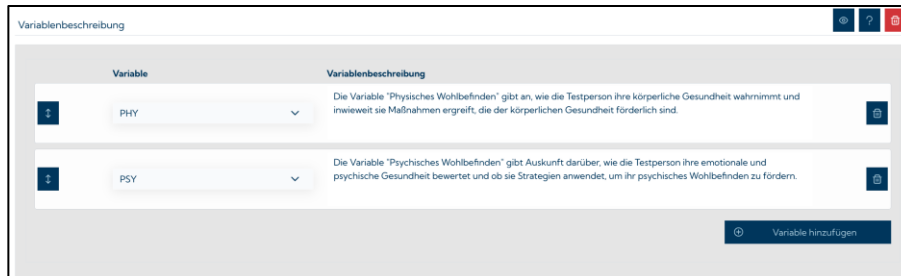 Variablenbeschreibung
?
Variable
Variablenbeschreibung
PHY
Die Variable "Physisches Wohlbefinden" gibt an, wie die Testperson ihre körperliche Gesundheit wahrnimmt und
inwieweit sie Maßnahmen ergreift, die der körperlichen Gesundheit förderlich sind.
PSY
Die Variable "Psychisches Wohlbefinden" gibt Auskunft darüber, wie die Testperson ihre emotionale und
psychische Gesundheit bewertet und ob sie Strategien anwendet, um ihr psychisches Wohlbefinden zu fördern.
Variable hinzufügen